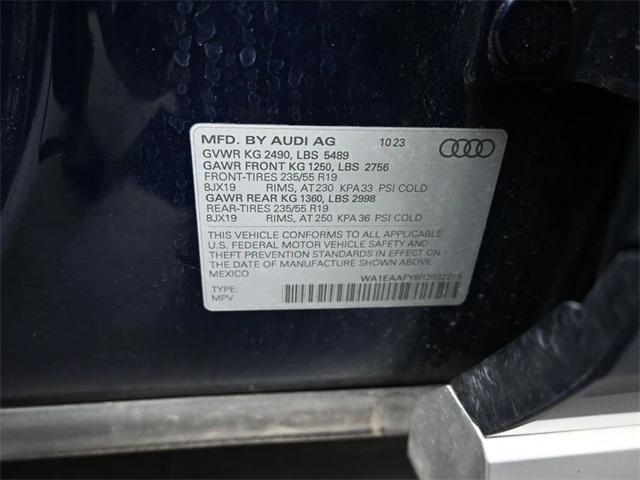 MFD. BY AUDI AG 10 23
GVWR KG 2490, LBS 5489
GAWR FRONT KG 1250, LBS 2756
FRONT-TIRES 235/55 R19
8JX19 RIMS, AT 230 KPA 33 PSI COLD
GAWR REAR KG 1360, LBS 2998
REAR-TIRES 235/55 R19
8JX19 RIMS, AT 250 KPA 36 PSI COLD
THIS VEHICLE CONFORMS TO ALL APPLICABLE
U.S. FEDERAL MOTOR VEHICLE SAFETY AND
THEFT PREVENTION STANDARDS IN EFFECT ON
THE DATE OF MANUFACTURE SHOWN ABOVE.
MEXICO
TYPE:
MPV